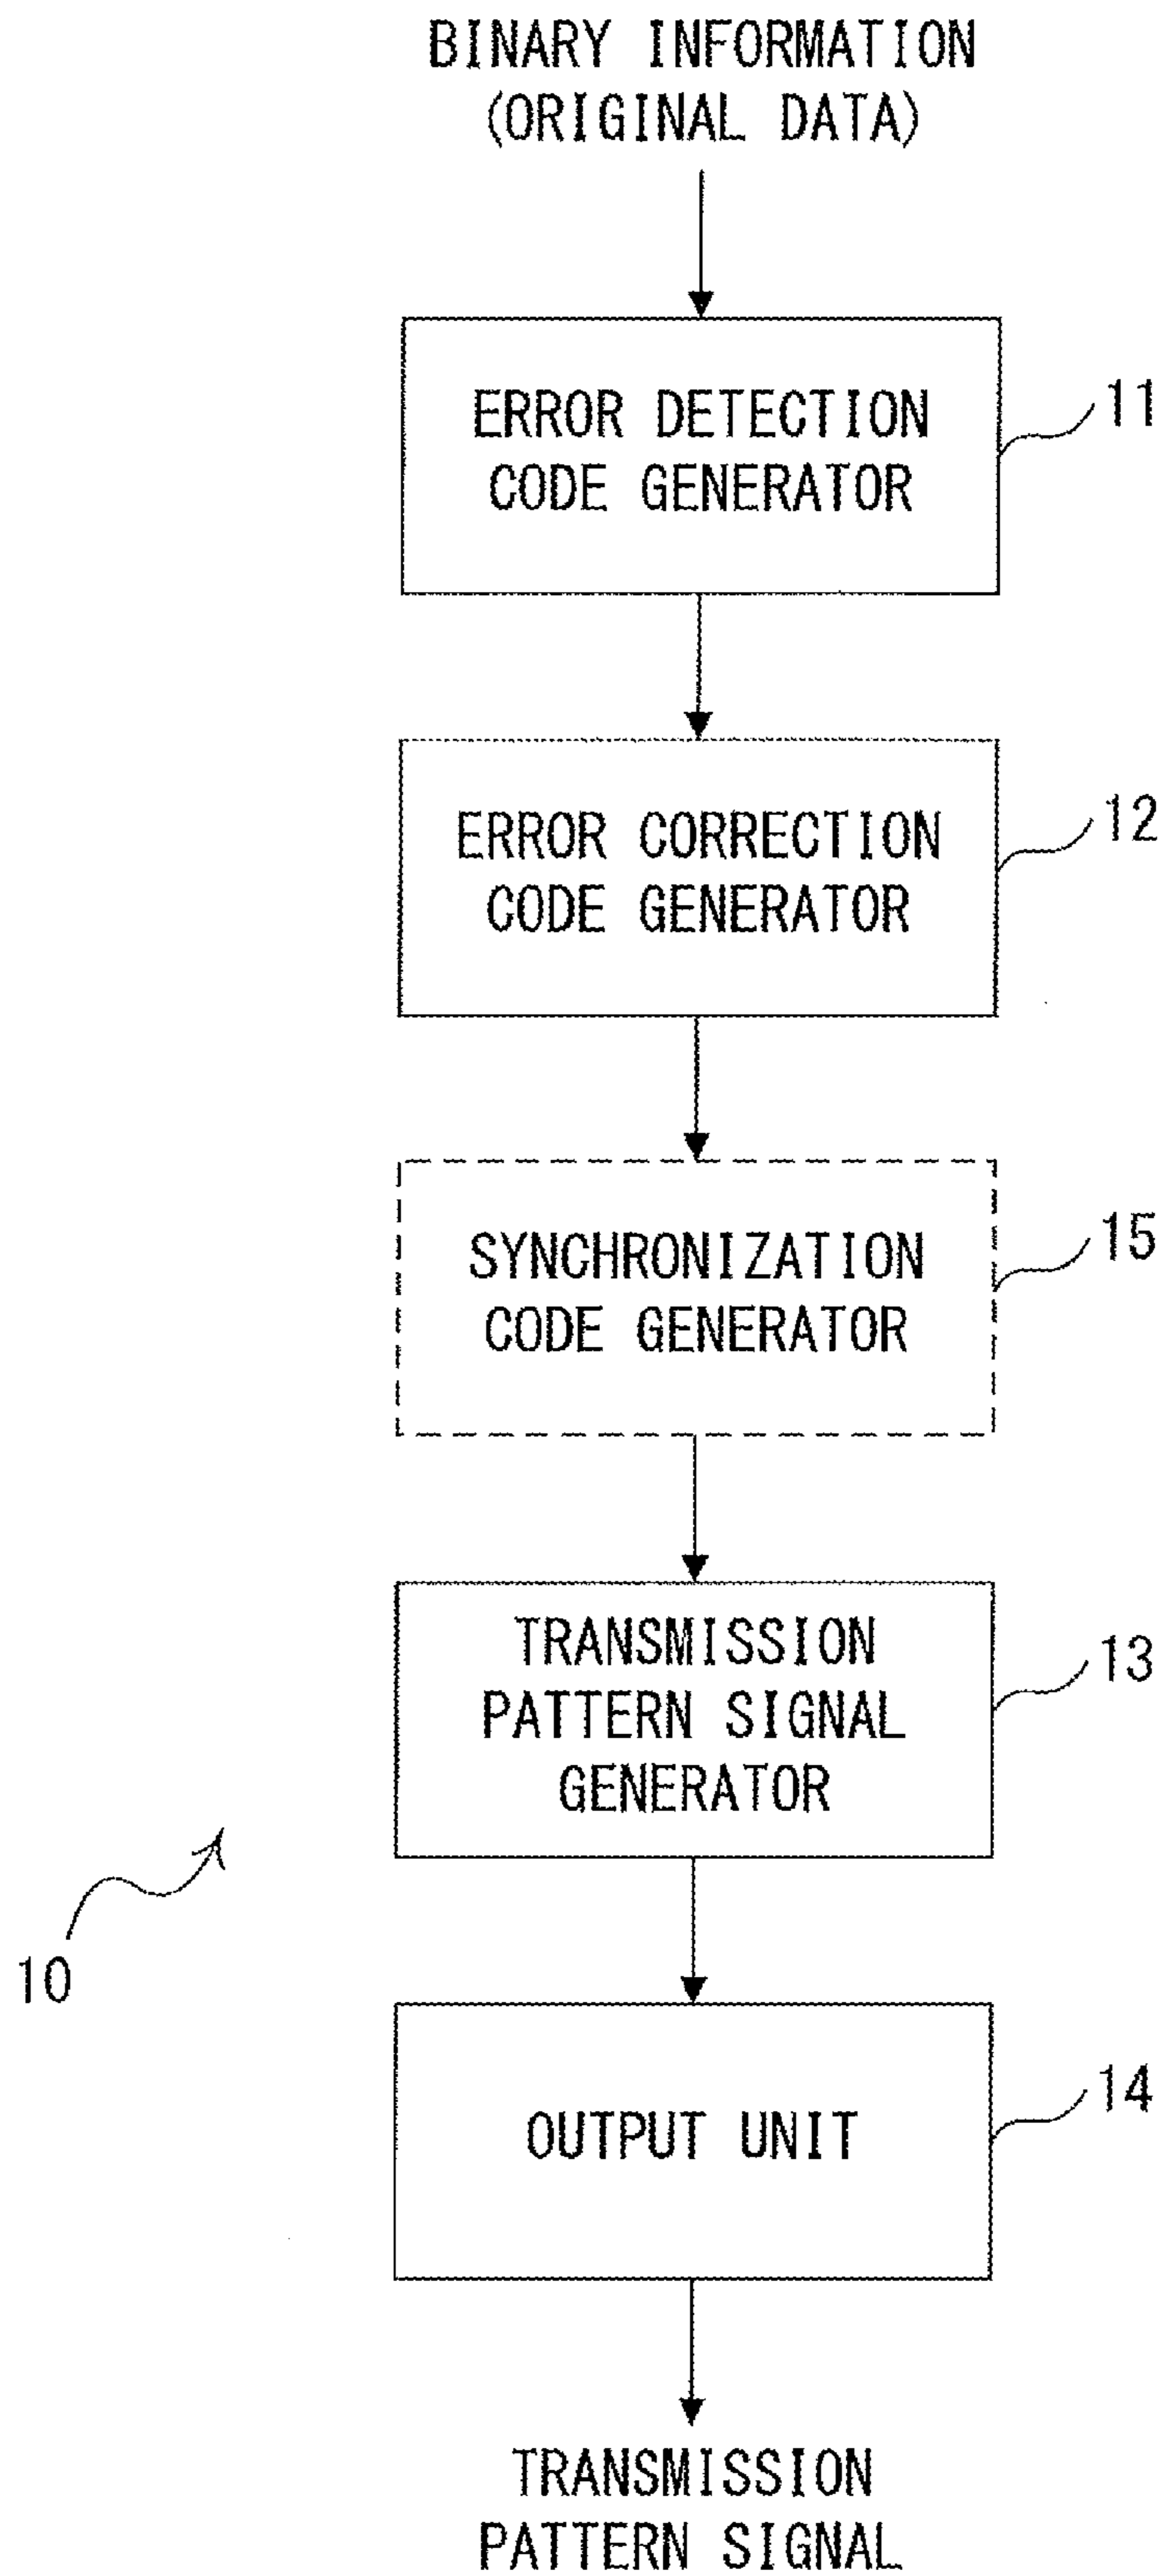 BINARY INFORMATION
(ORIGINAL DATA)
ERROR DETECTION
CODE GENERATOR
11
ERROR CORRECTION
CODE GENERATOR
12
SYNCHRONIZATION
CODE GENERATOR
15
TRANSMISSION
PATTERN SIGNAL
GENERATOR
13
10
OUTPUT UNIT
14
TRANSMISSION
PATTERN SIGNAL